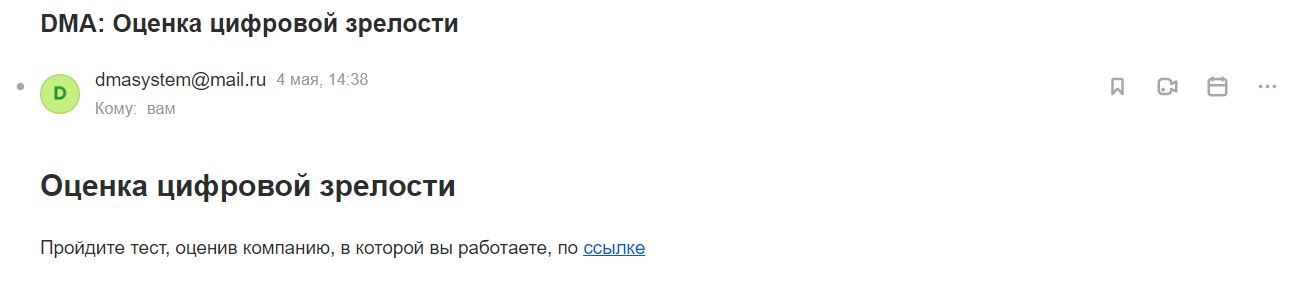 DMA: Оценка цифровой зрелости
D
dmasystem@mail.ru 4 мая, 14:38
Кому: вам
Оценка цифровой зрелости
Пройдите тест, оценив компанию, в которой вы работаете, по ссылке